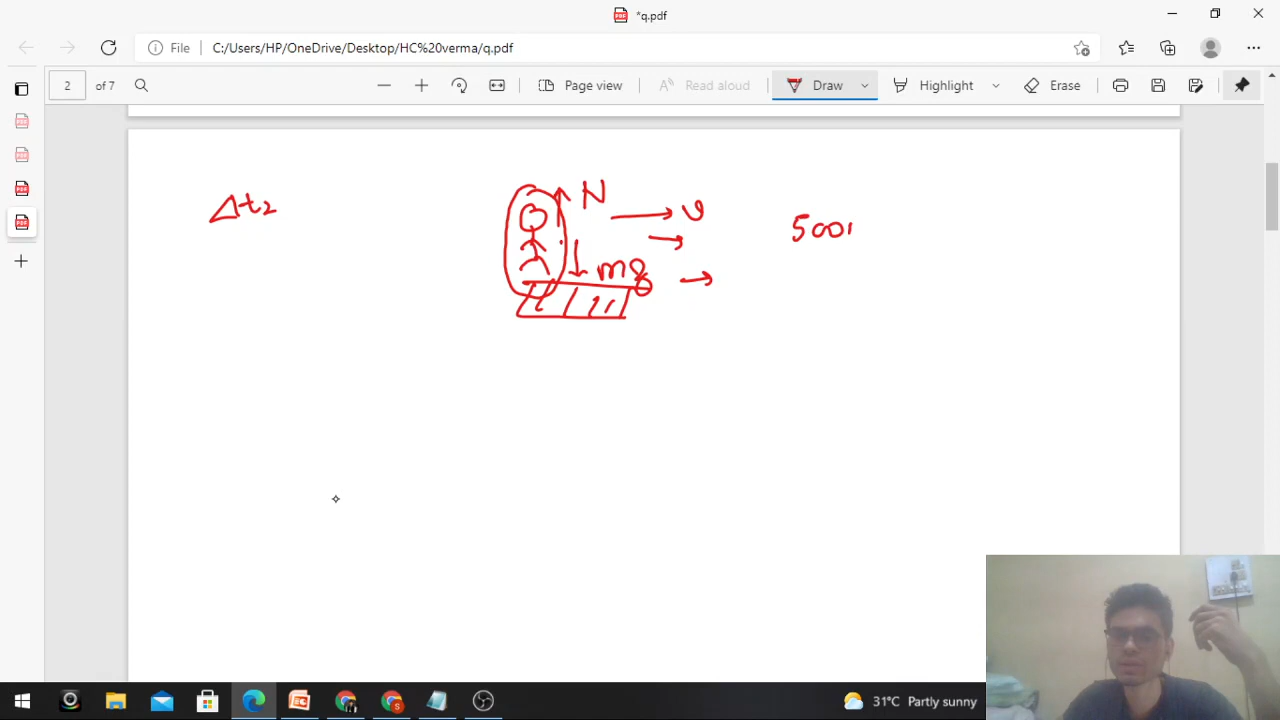 *q.pdf
File C:/Users/HP/OneDrive/Desktop/HC%20verma/q.pdf
2 of 7 Page view Read aloud Draw Highlight Erase
Δt2 N v
500
mg
31°C Partly sunny